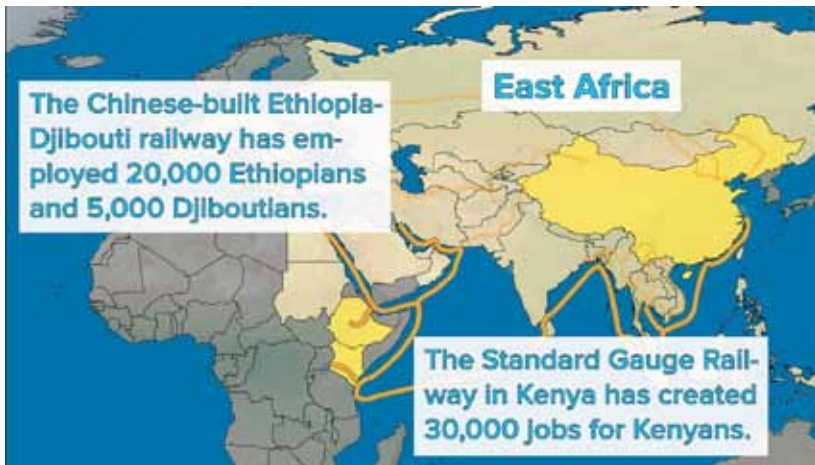 East Africa
The Chinese-built Ethiopia-
Djibouti railway has em-
ployed 20,000 Ethiopians
and 5,000 Djiboutians.
The Standard Gauge Rail-
way in Kenya has created
30,000 jobs for Kenyans.